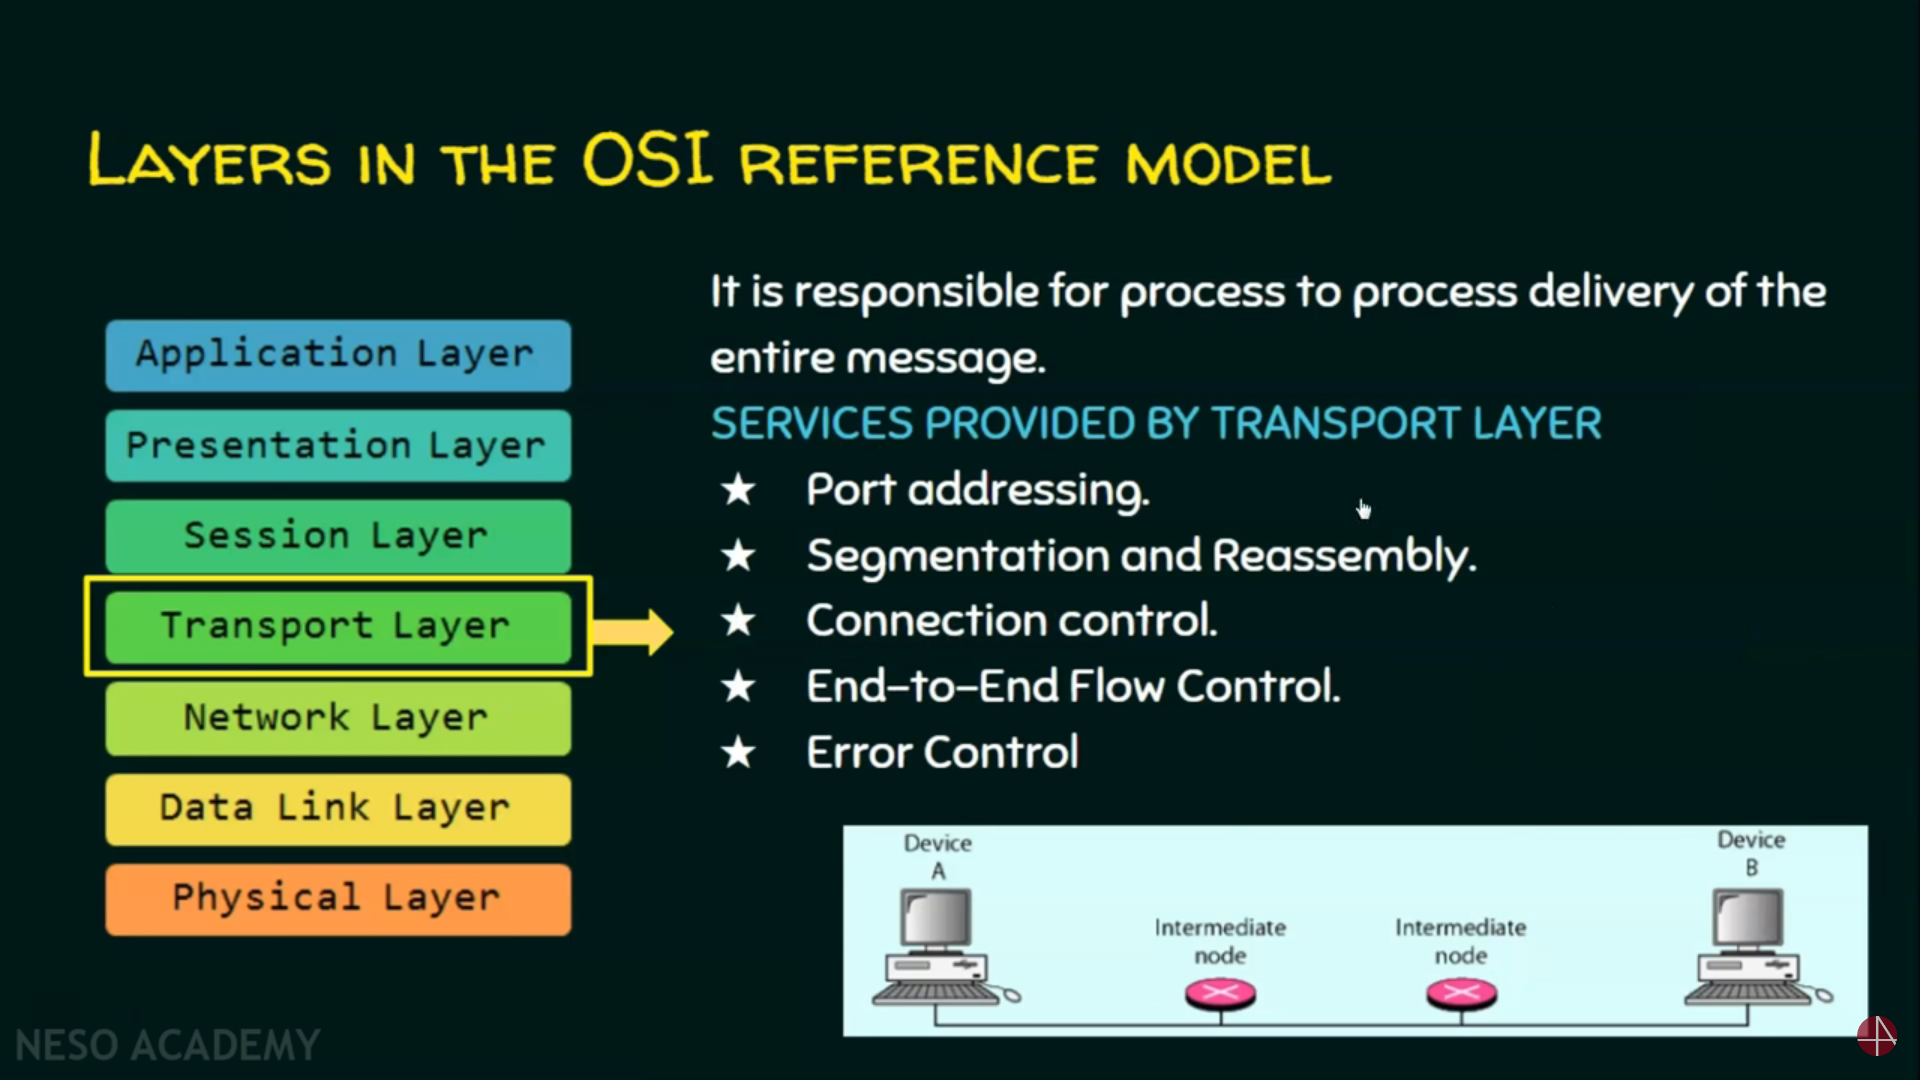 LAYERS IN THE OSI REFERENCE MODEL
Application Layer
Presentation Layer
Session Layer
Transport Layer
Network Layer
Data Link Layer
Physical Layer
It is responsible for process to process delivery of the
entire message.
SERVICES PROVIDED BY TRANSPORT LAYER
★ Port addressing.
★ Segmentation and Reassembly.
★ Connection control.
★ End-to-End Flow Control.
★ Error Control
Device
A
Intermediate
node
Intermediate
node
Device
B
NESO ACADEMY